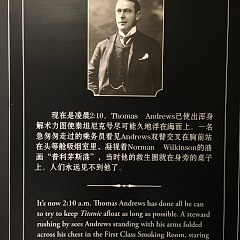 现在是凌晨2:10。Thomas Andrews已使出浑身
解术力图使泰坦尼克号尽可能久地浮在海面上。一名
急匆匆走过的乘务员看见Andrews双臂交叉在胸前站
在头等舱吸烟室里，凝视着Norman Wilkinson的油
画“普利茅斯港”，当时他的救生圈就在身旁的桌子
上。人们永远见不到他了。
It's now 2:10 a.m. Thomas Andrews has done all he can
to try to keep Titanic afloat as long as possible. A steward
rushing by sees Andrews standing with his arms folded
across his chest in the First Class Smoking Room, staring